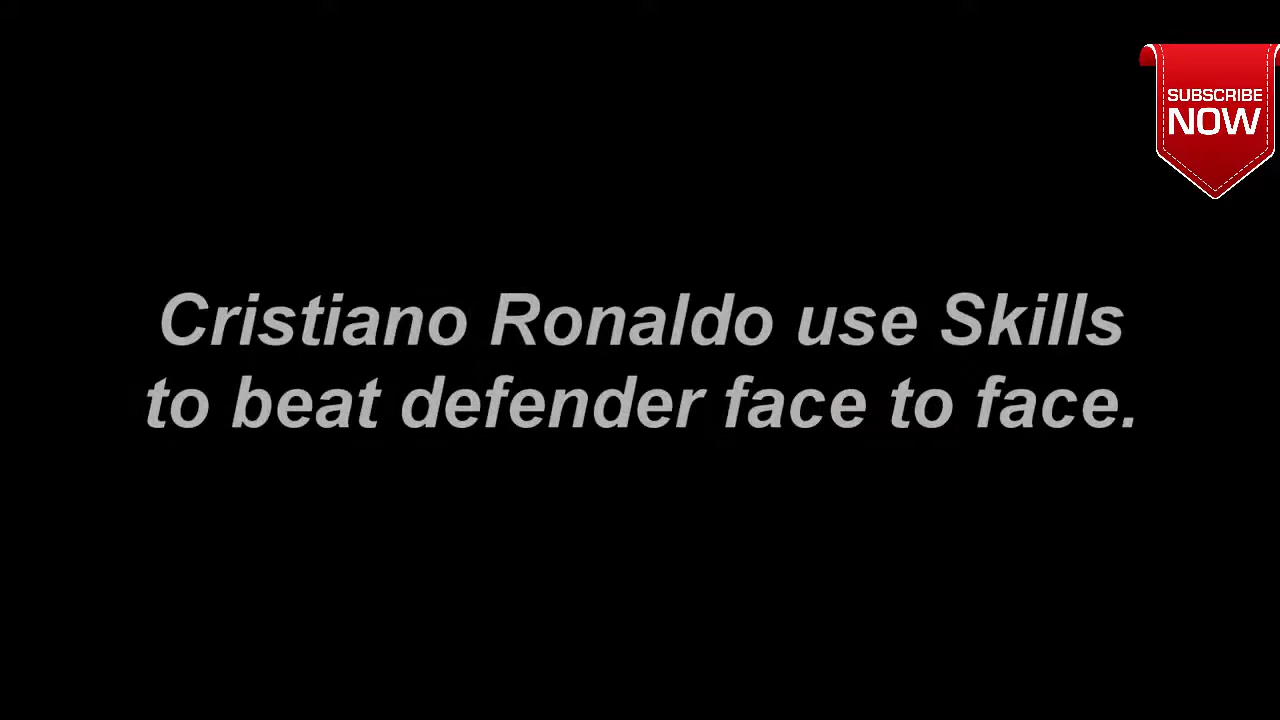 SUBSCRIBE
NOW
Cristiano Ronaldo use Skills
to beat defender face to face.